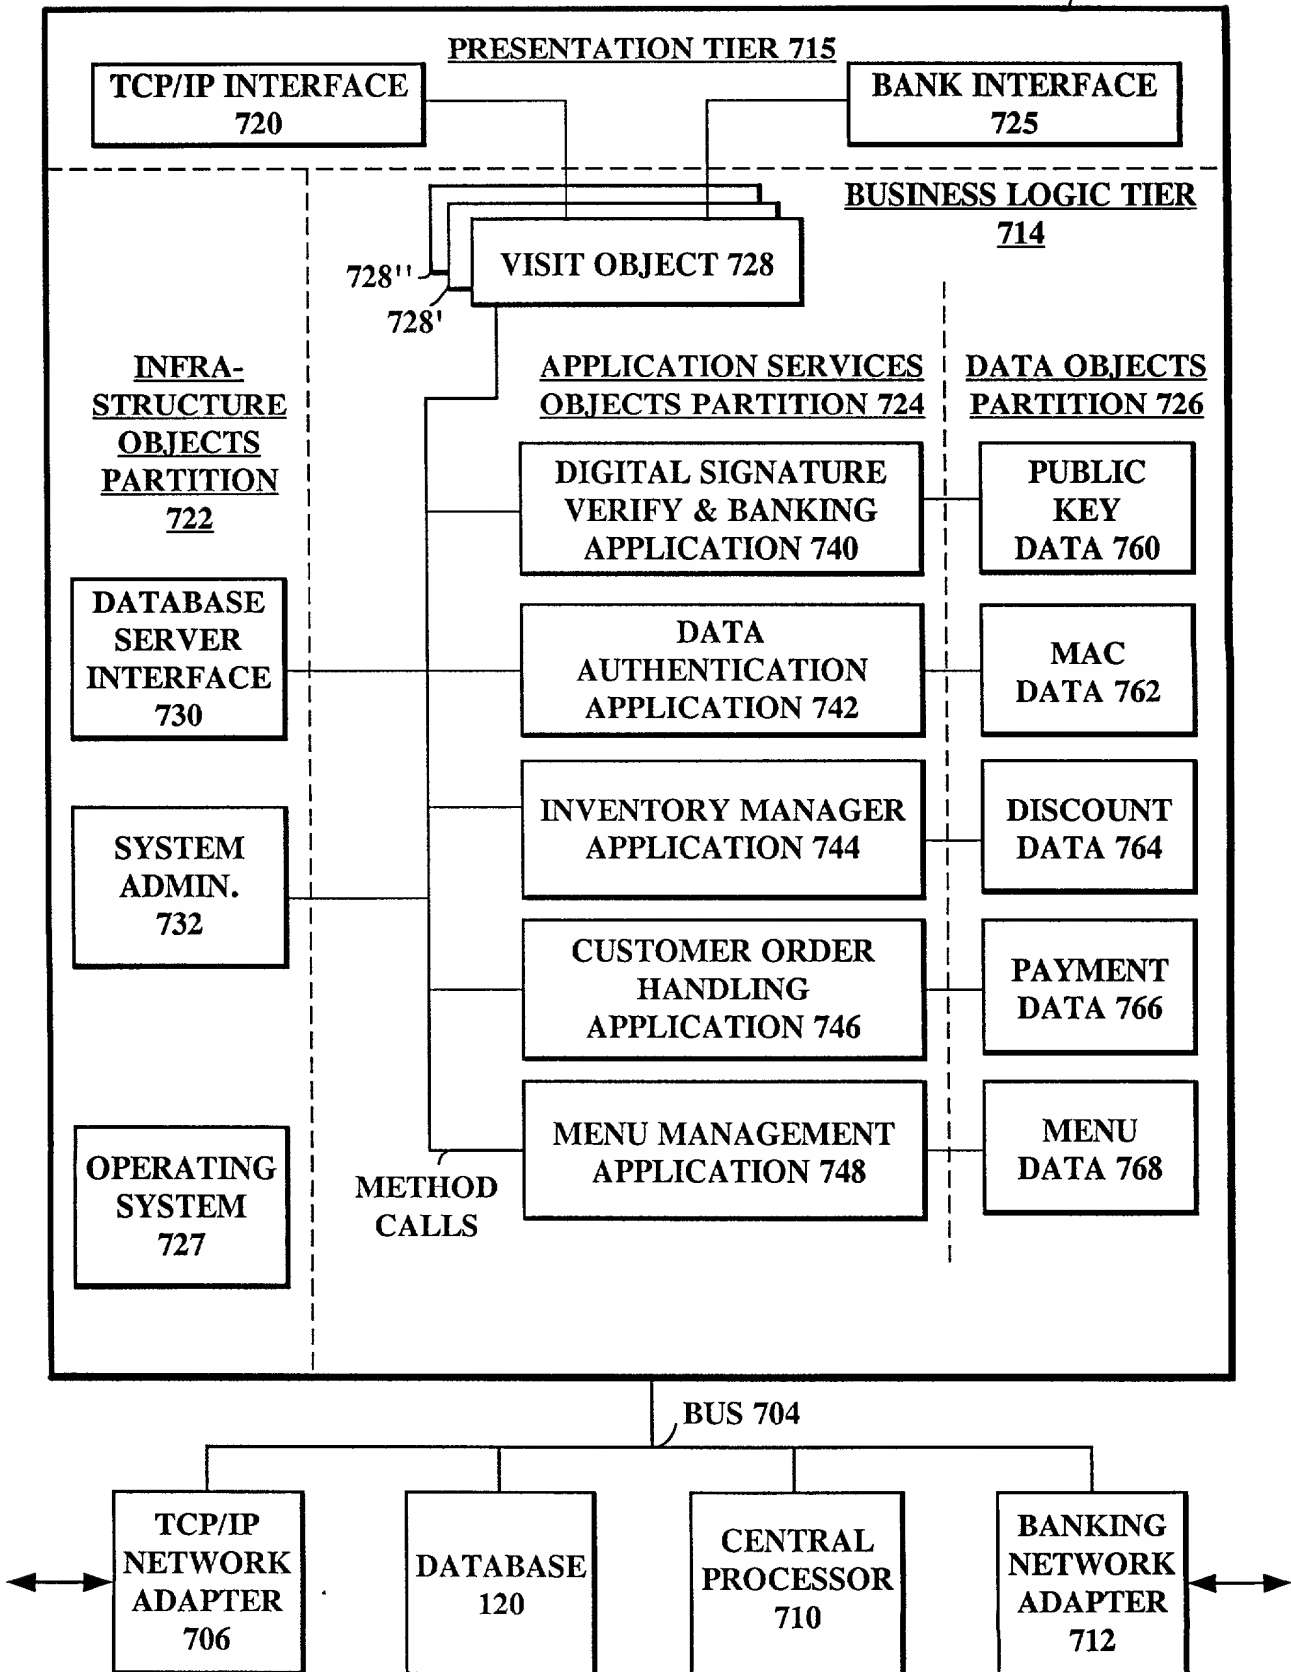 PRESENTATION TIER 715
TCP/IP INTERFACE
720
BANK INTERFACE
725
BUSINESS LOGIC TIER
714
VISIT OBJECT 728
728''
728'
INFRA-
STRUCTURE
OBJECTS
PARTITION
722
APPLICATION SERVICES
OBJECTS PARTITION 724
DATA OBJECTS
PARTITION 726
DIGITAL SIGNATURE
VERIFY & BANKING
APPLICATION 740
PUBLIC
KEY
DATA 760
DATABASE
SERVER
INTERFACE
730
DATA
AUTHENTICATION
APPLICATION 742
MAC
DATA 762
INVENTORY MANAGER
APPLICATION 744
DISCOUNT
DATA 764
SYSTEM
ADMIN.
732
CUSTOMER ORDER
HANDLING
APPLICATION 746
PAYMENT
DATA 766
MENU MANAGEMENT
APPLICATION 748
MENU
DATA 768
OPERATING
SYSTEM
727
METHOD
CALLS
BUS 704
TCP/IP
NETWORK
ADAPTER
706
DATABASE
120
CENTRAL
PROCESSOR
710
BANKING
NETWORK
ADAPTER
712